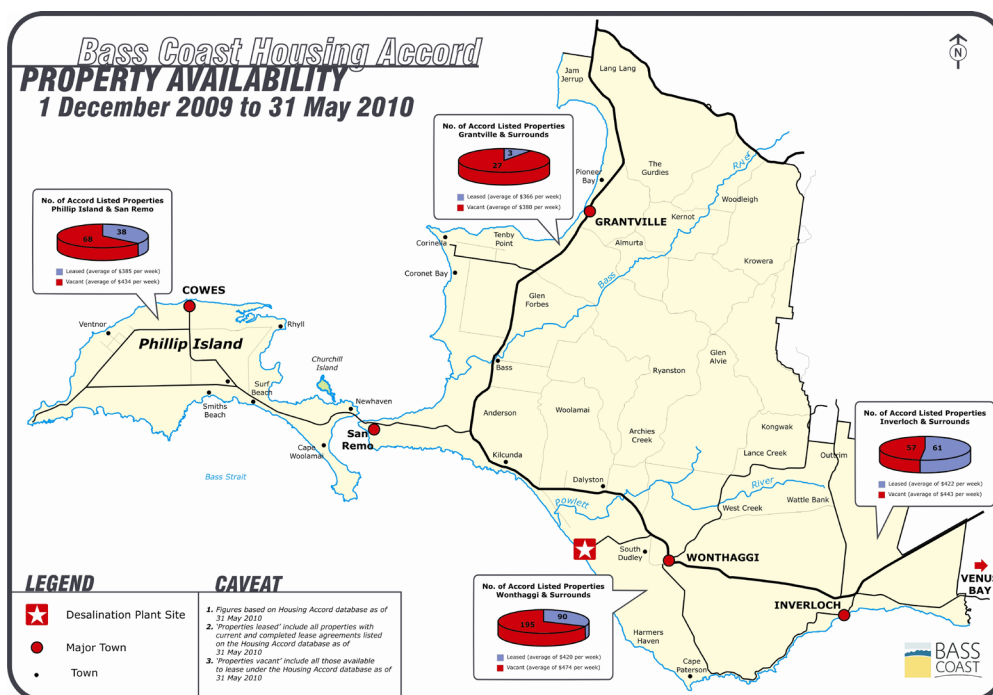 Bass Coast Housing Accord
PROPERTY AVAILABILITY
1 December 2009 to 31 May 2010
N
No. of Accord Listed Properties
Grantville & Surrounds
3
27
Leased (average of $366 per week)
Vacant (average of $380 per week)
No. of Accord Listed Properties
Phillip Island & San Remo
38
68
Leased (average of $385 per week)
Vacant (average of $434 per week)
No. of Accord Listed Properties
Inverloch & Surrounds
57
61
Leased (average of $422 per week)
Vacant (average of $443 per week)
No. of Accord Listed Properties
Wonthaggi & Surrounds
90
195
Leased (average of $420 per week)
Vacant (average of $474 per week)
Jam
Jerrup
Lang Lang
Pioneer
Bay
The
Gurdies
River
Woodleigh
GRANTVILLE
Kernot
Corinella
Tenby
Point
Almurta
Krowera
Coronet Bay
Bass
Glen
Forbes
COWES
Ventnor
Rhyll
Phillip Island
Churchill
Island
Bass
Glen
Alvie
Ryanston
Surf
Beach
Smiths
Beach
Newhaven
Anderson
Woolamai
San
Remo
Archies
Creek
Kongwak
Cape
Woolamai
Lance Creek
Outtrim
Kilcunda
Bass Strait
Dalyston
River
Powlett
Wattle Bank
West Creek
South
Dudley
WONTHAGGI
VENUS
BAY
INVERLOCH
Harmers
Haven
Cape
Paterson
LEGEND
Desalination Plant Site
Major Town
Town
CAVEAT
1. Figures based on Housing Accord database as of
31 May 2010
2. 'Properties leased' include all properties with
current and completed lease agreements listed
on the Housing Accord database as of
31 May 2010
3. 'Properties vacant' include all those available
to lease under the Housing Accord database as of
31 May 2010
BASS
COAST